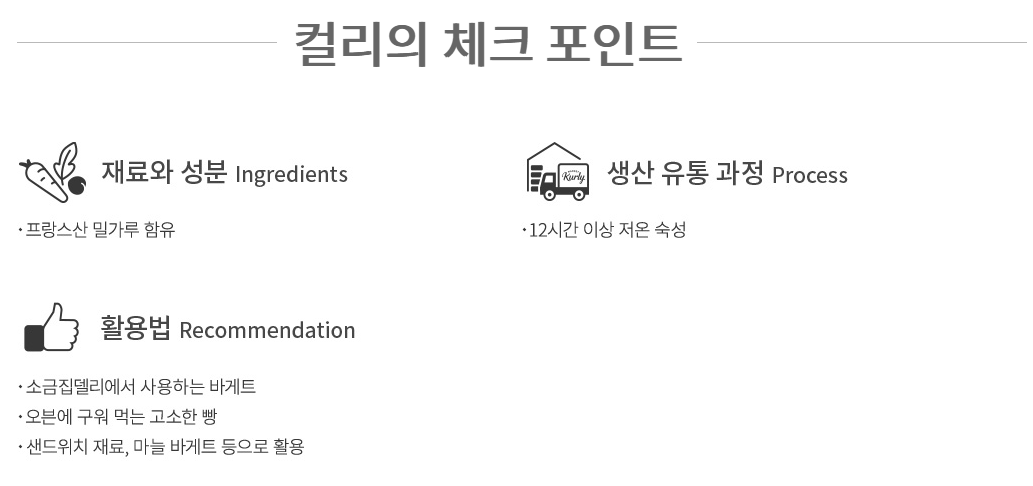 컬리의 체크 포인트
재료와 성분 Ingredients
· 프랑스산 밀가루 함유
Kurly
생산 유통 과정 Process
· 12시간 이상 저온 숙성
활용법 Recommendation
· 소금집델리에서 사용하는 바게트
· 오븐에 구워 먹는 고소한 빵
· 샌드위치 재료, 마늘 바게트 등으로 활용